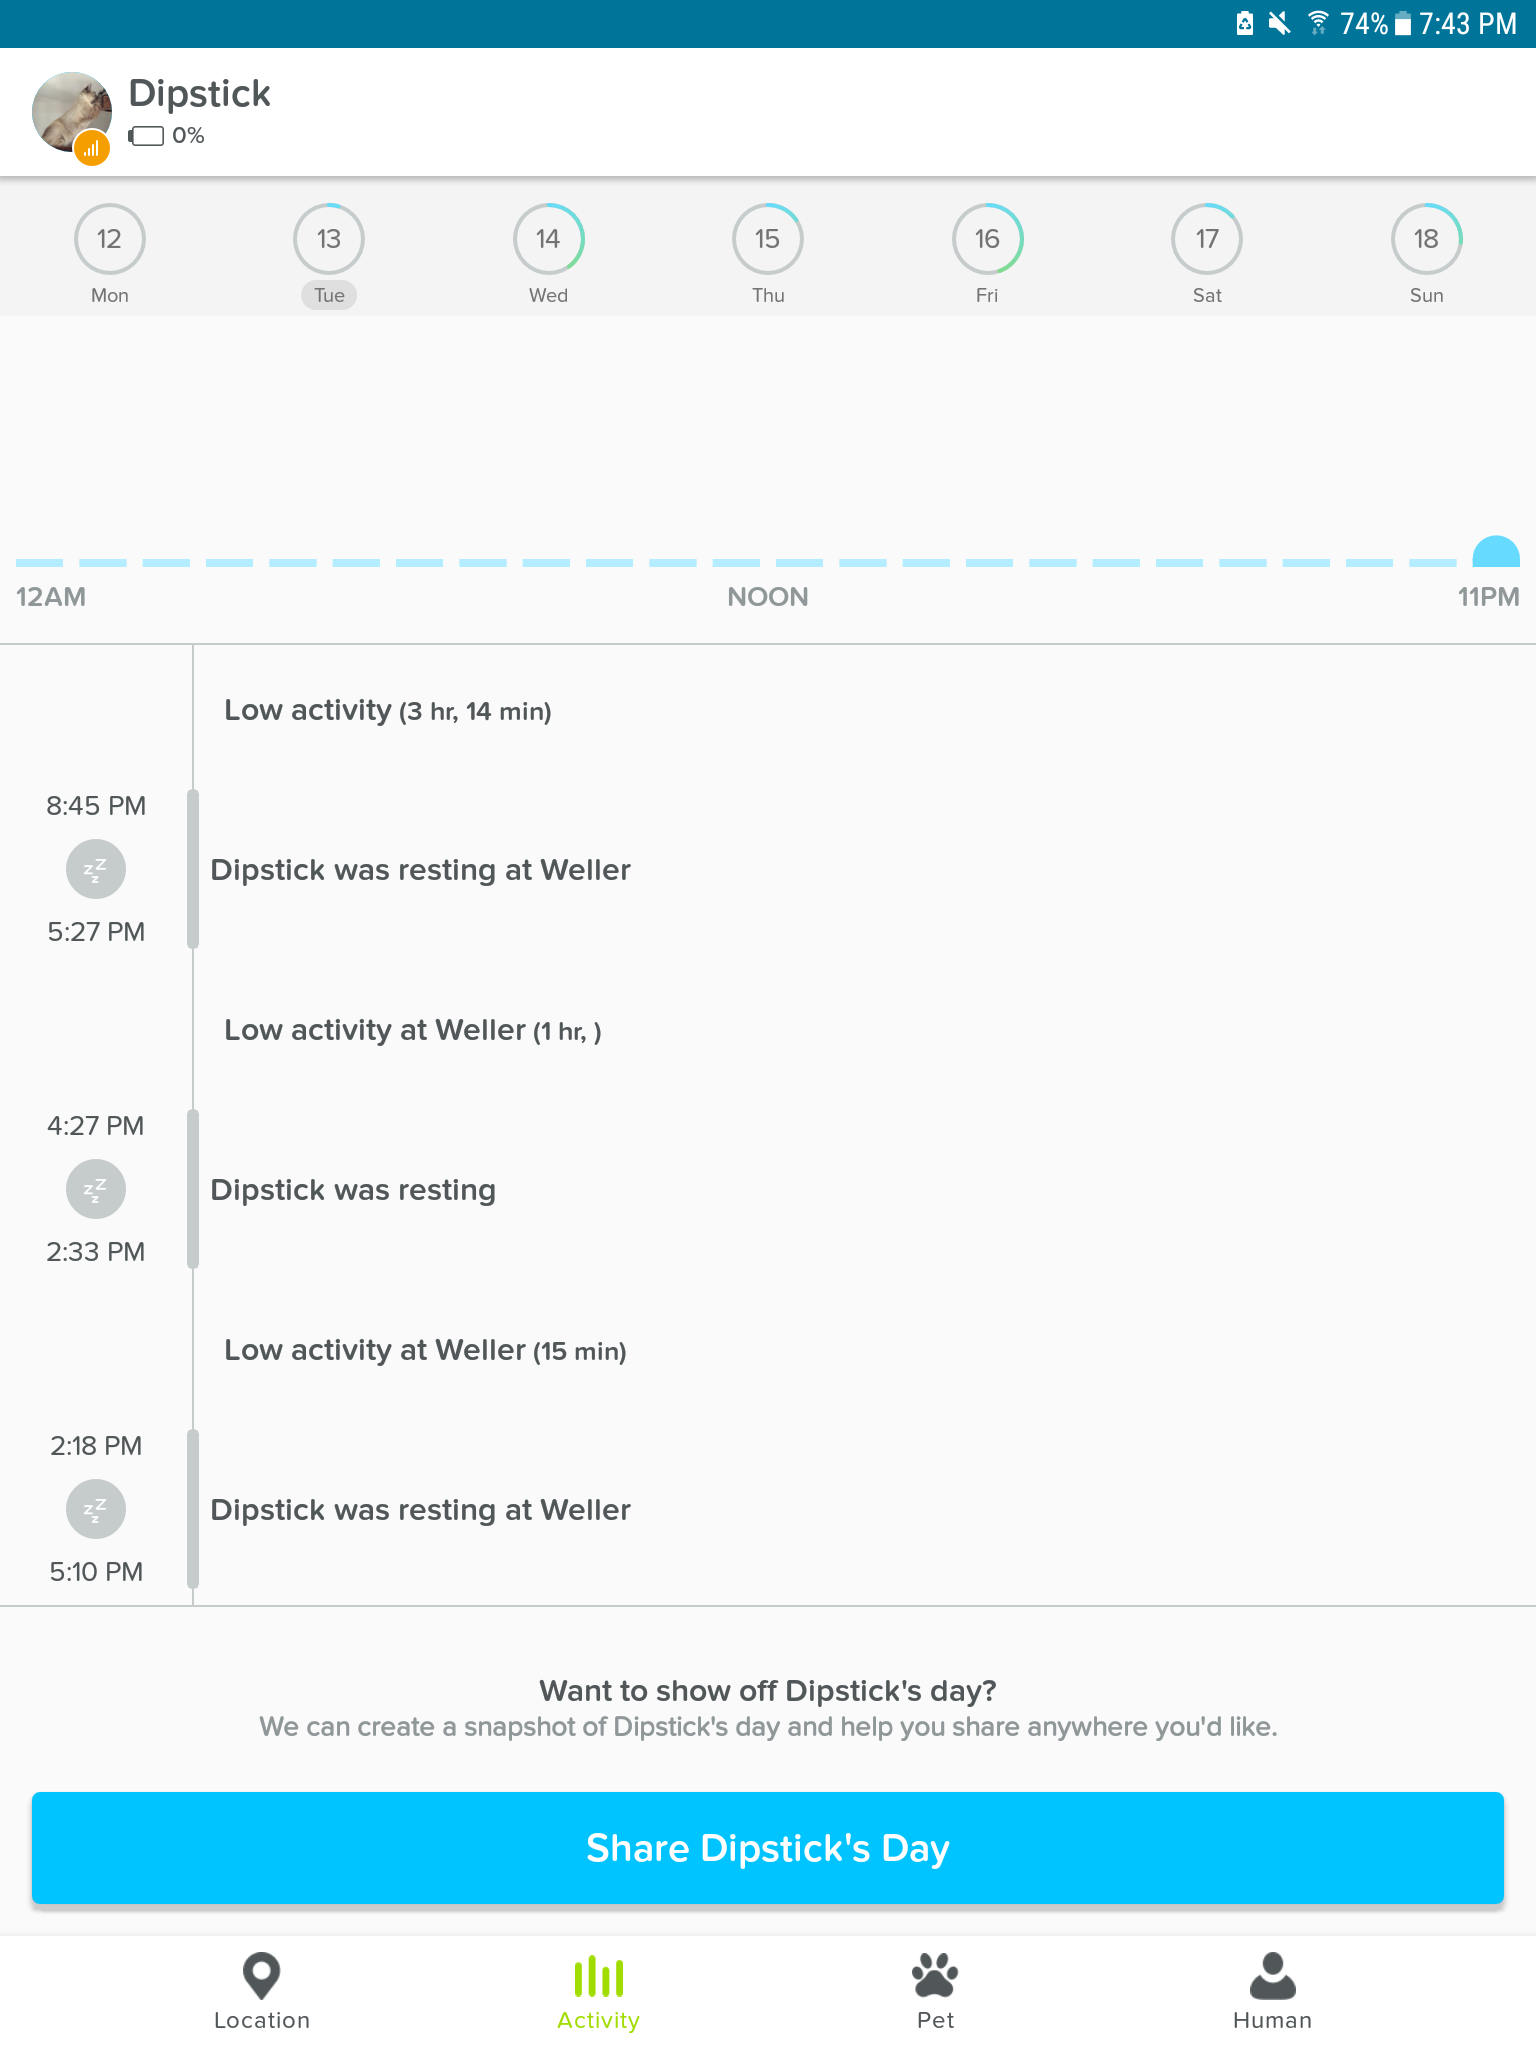 74% 7:43 PM
Dipstick
0%
12 13 14 15 16 17 18
Mon Tue Wed Thu Fri Sat Sun
12AM NOON 11PM
Low activity (3 hr, 14 min)
8:45 PM
zzz
Dipstick was resting at Weller
5:27 PM
Low activity at Weller (1 hr, )
4:27 PM
zzz
Dipstick was resting
2:33 PM
Low activity at Weller (15 min)
2:18 PM
zzz
Dipstick was resting at Weller
5:10 PM
Want to show off Dipstick's day?
We can create a snapshot of Dipstick's day and help you share anywhere you'd like.
Share Dipstick's Day
Location Activity Pet Human